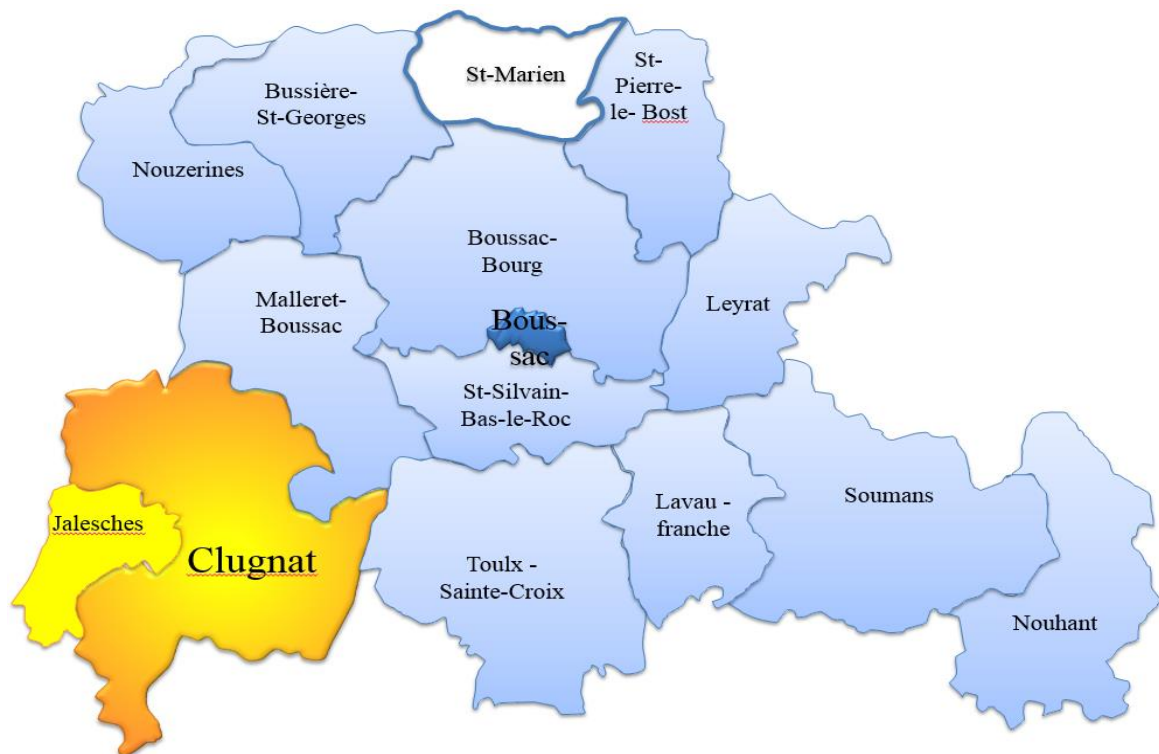 St-Marien
St-
Pierre-
le- Bost
Bussière-
St-Georges
Nouzerines
Boussac-
Bourg
Malleret-
Boussac
Leyrat
Bous-
sac
St-Silvain-
Bas-le-Roc
Jalesches
Clugnat
Toulx -
Sainte-Croix
Lavau -
franche
Soumans
Nouhant